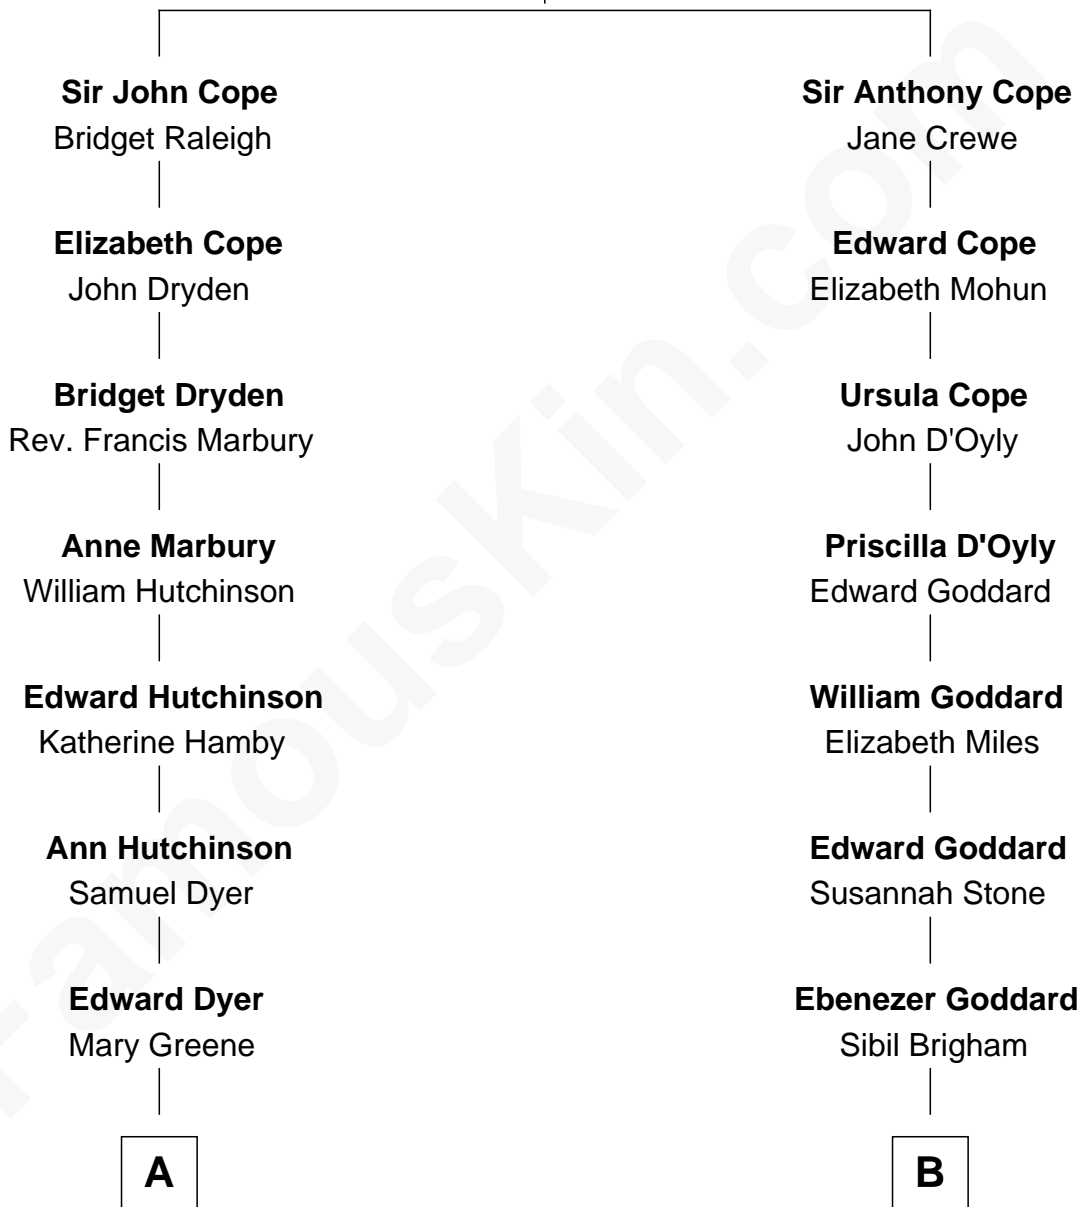 Sir John Cope
Bridget Raleigh
Elizabeth Cope
John Dryden
Bridget Dryden
Rev. Francis Marbury
Anne Marbury
William Hutchinson
Edward Hutchinson
Katherine Hamby
Ann Hutchinson
Samuel Dyer
Edward Dyer
Mary Greene
A
Sir Anthony Cope
Jane Crewe
Edward Cope
Elizabeth Mohun
Ursula Cope
John D'Oyly
Priscilla D'Oyly
Edward Goddard
William Goddard
Elizabeth Miles
Edward Goddard
Susannah Stone
Ebenezer Goddard
Sibil Brigham
B
FamousKin.com